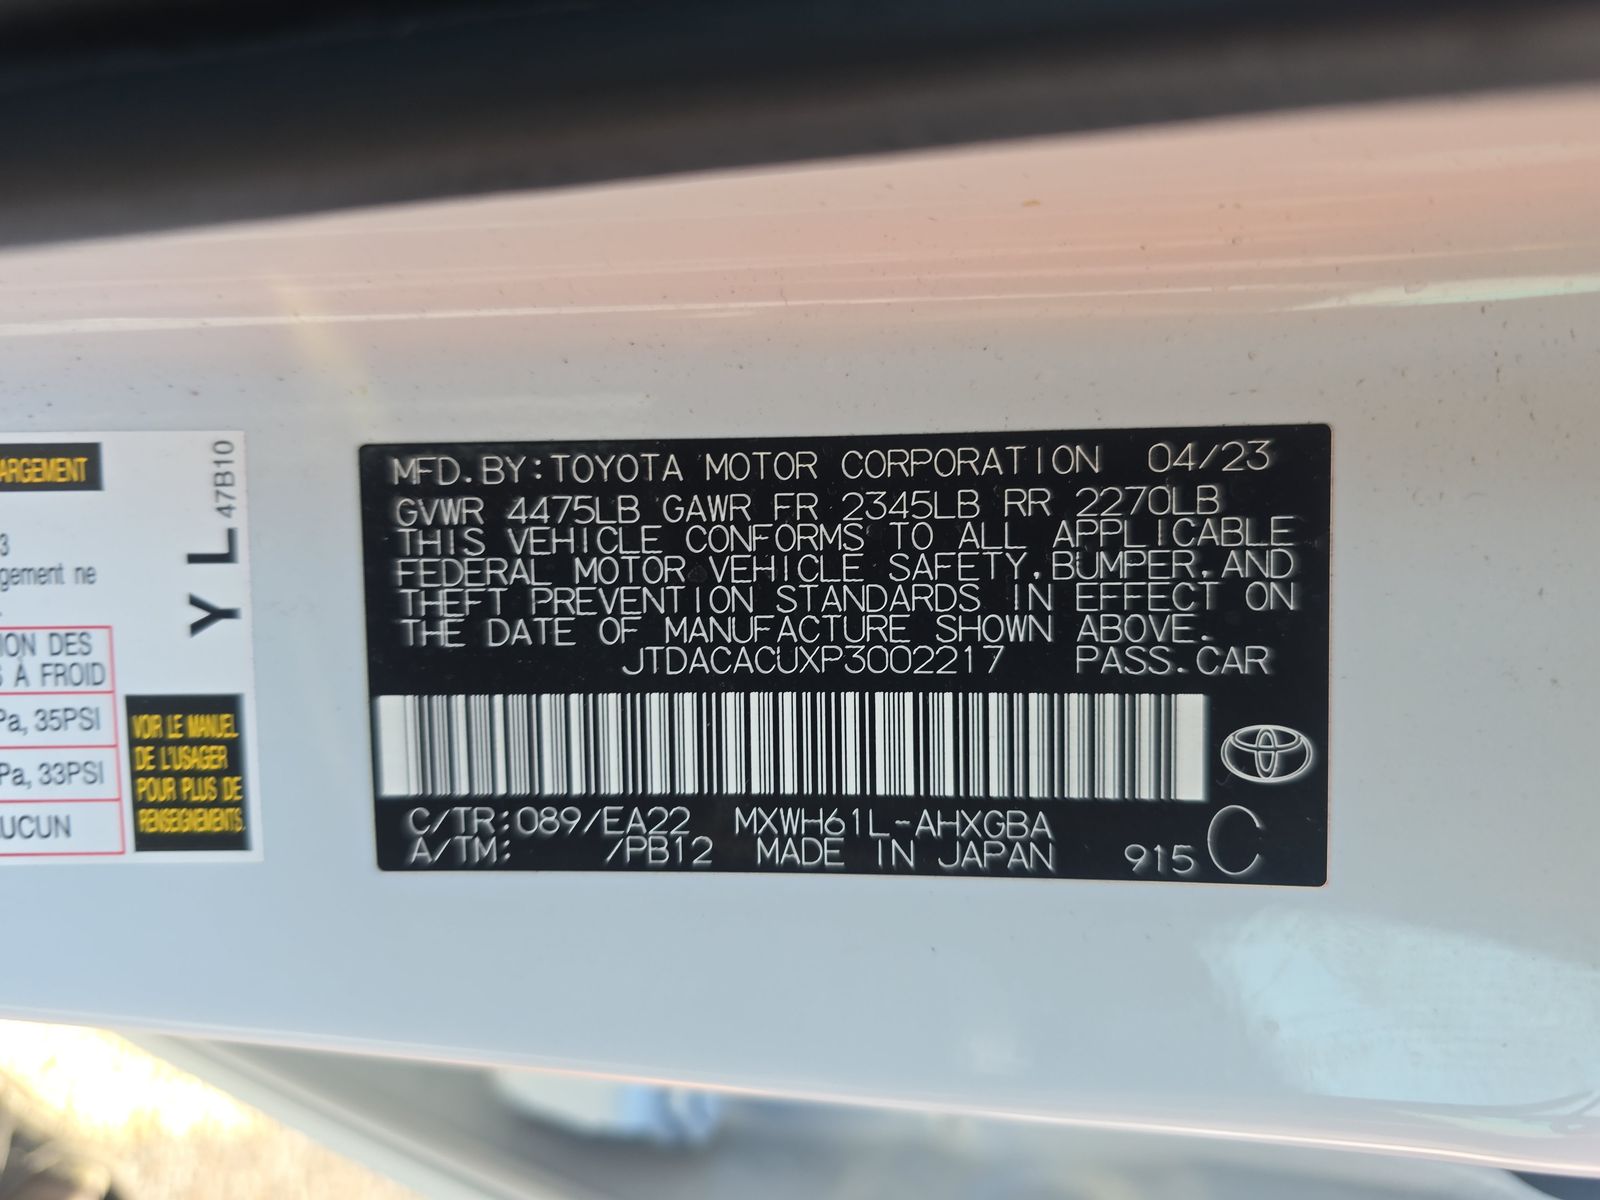 ARGEMENT
47B10
Y L
3
gement ne
ION DES
S À FROID
Pa, 35PSI
Pa, 33PSI
UCUN
VOIR LE MANUEL
DE L'USAGER
POUR PLUS DE
RENSEIGNEMENTS.
MFD.BY:TOYOTA MOTOR CORPORATION 04/23
GVWR 4475LB GAWR FR 2345LB RR 2270LB
THIS VEHICLE CONFORMS TO ALL APPLICABLE
FEDERAL MOTOR VEHICLE SAFETY,BUMPER,AND
THEFT PREVENTION STANDARDS IN EFFECT ON
THE DATE OF MANUFACTURE SHOWN ABOVE.
JTDACACUXP3002217 PASS.CAR
C/TR:089/EA22 MXWH61L-AHXGBA
A/TM: /PB12 MADE IN JAPAN 915 C